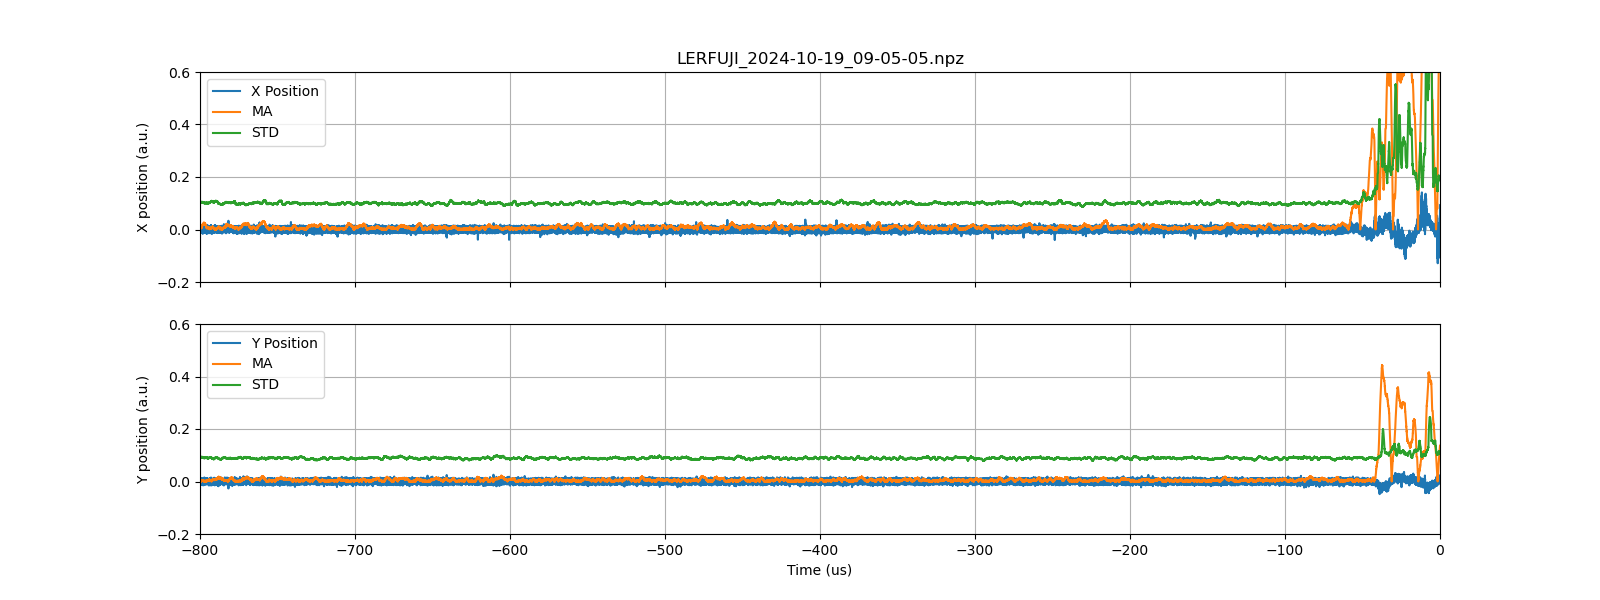 LERFUJI_2024-10-19_09-05-05.npz
X position (a.u.)
0.6
0.4
0.2
0.0
−0.2
X Position
MA
STD
Y position (a.u.)
0.6
0.4
0.2
0.0
−0.2
Y Position
MA
STD
−800 −700 −600 −500 −400 −300 −200 −100 0
Time (us)